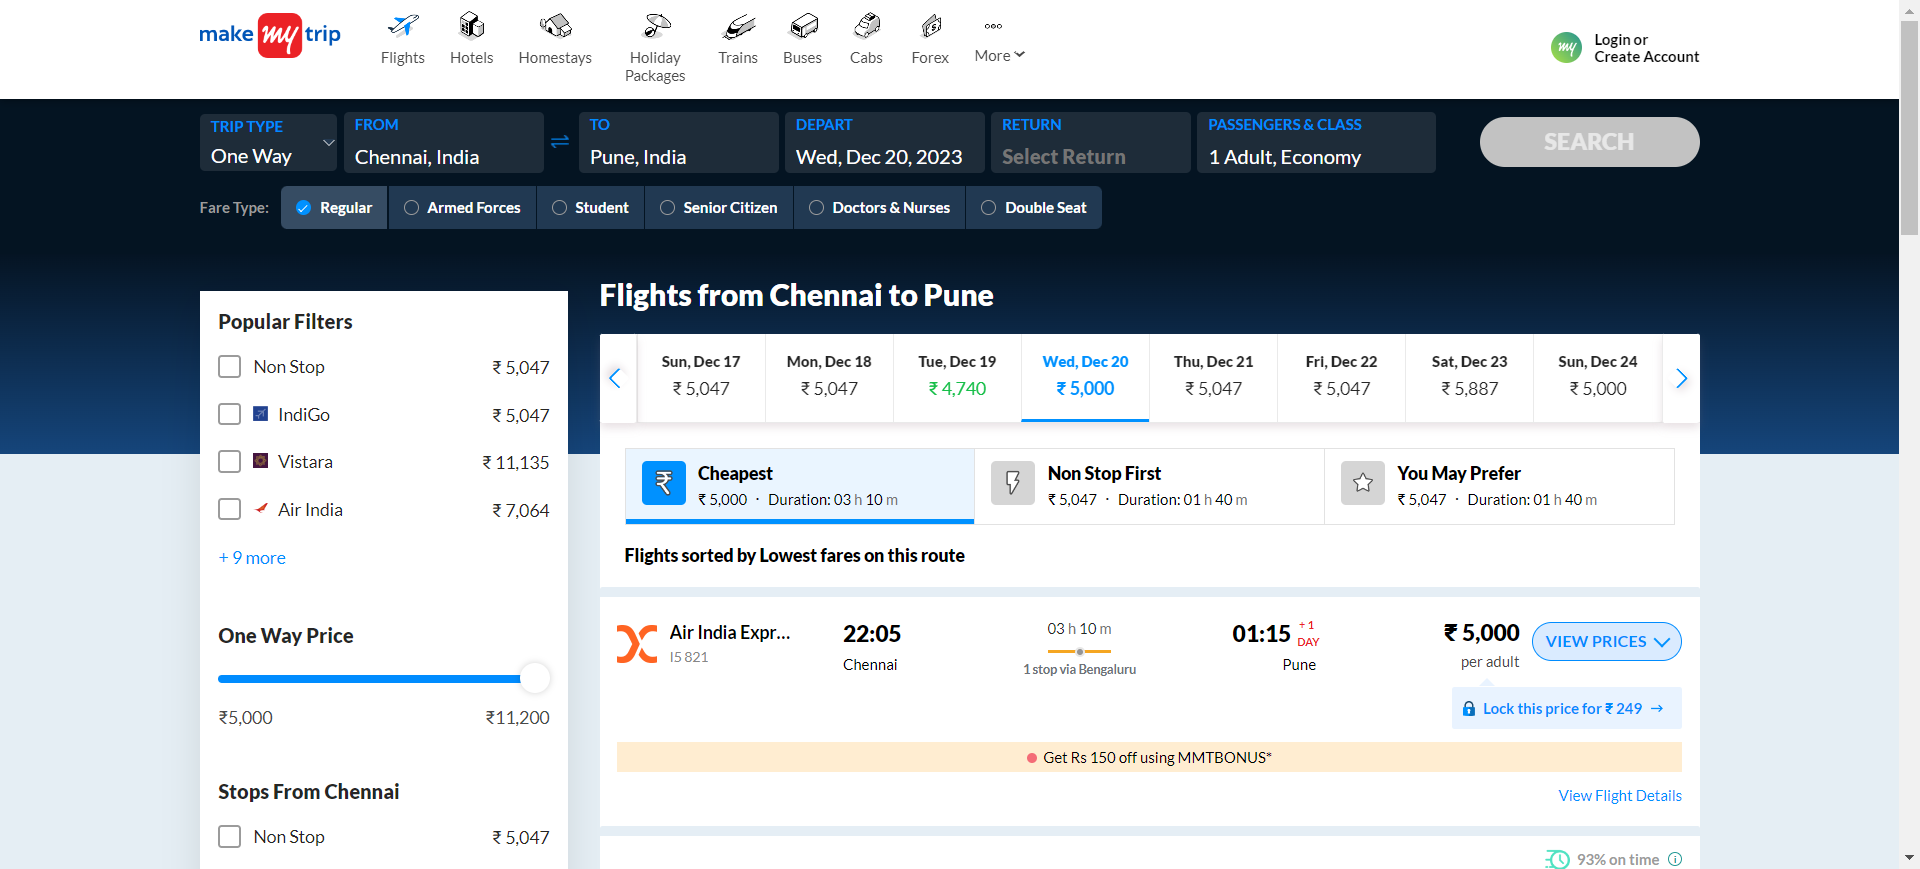 make my trip
Flights
Hotels
Homestays
Holiday
Packages
Trains
Buses
Cabs
Forex
More
my
Login or
Create Account
TRIP TYPE
One Way
FROM
Chennai, India
TO
Pune, India
DEPART
Wed, Dec 20, 2023
RETURN
Select Return
PASSENGERS & CLASS
1 Adult, Economy
SEARCH
Fare Type:
Regular
Armed Forces
Student
Senior Citizen
Doctors & Nurses
Double Seat
Popular Filters
Non Stop ₹ 5,047
IndiGo ₹ 5,047
Vistara ₹ 11,135
Air India ₹ 7,064
+ 9 more
One Way Price
₹5,000 ₹11,200
Stops From Chennai
Non Stop ₹ 5,047
Flights from Chennai to Pune
Sun, Dec 17
₹ 5,047
Mon, Dec 18
₹ 5,047
Tue, Dec 19
₹ 4,740
Wed, Dec 20
₹ 5,000
Thu, Dec 21
₹ 5,047
Fri, Dec 22
₹ 5,047
Sat, Dec 23
₹ 5,887
Sun, Dec 24
₹ 5,000
Cheapest
₹ 5,000 · Duration: 03 h 10 m
Non Stop First
₹ 5,047 · Duration: 01 h 40 m
You May Prefer
₹ 5,047 · Duration: 01 h 40 m
Flights sorted by Lowest fares on this route
Air India Expr...
I5 821
22:05
Chennai
03 h 10 m
1 stop via Bengaluru
01:15 + 1 DAY
Pune
₹ 5,000
per adult
VIEW PRICES
Lock this price for ₹ 249 →
Get Rs 150 off using MMTBONUS*
View Flight Details
93% on time